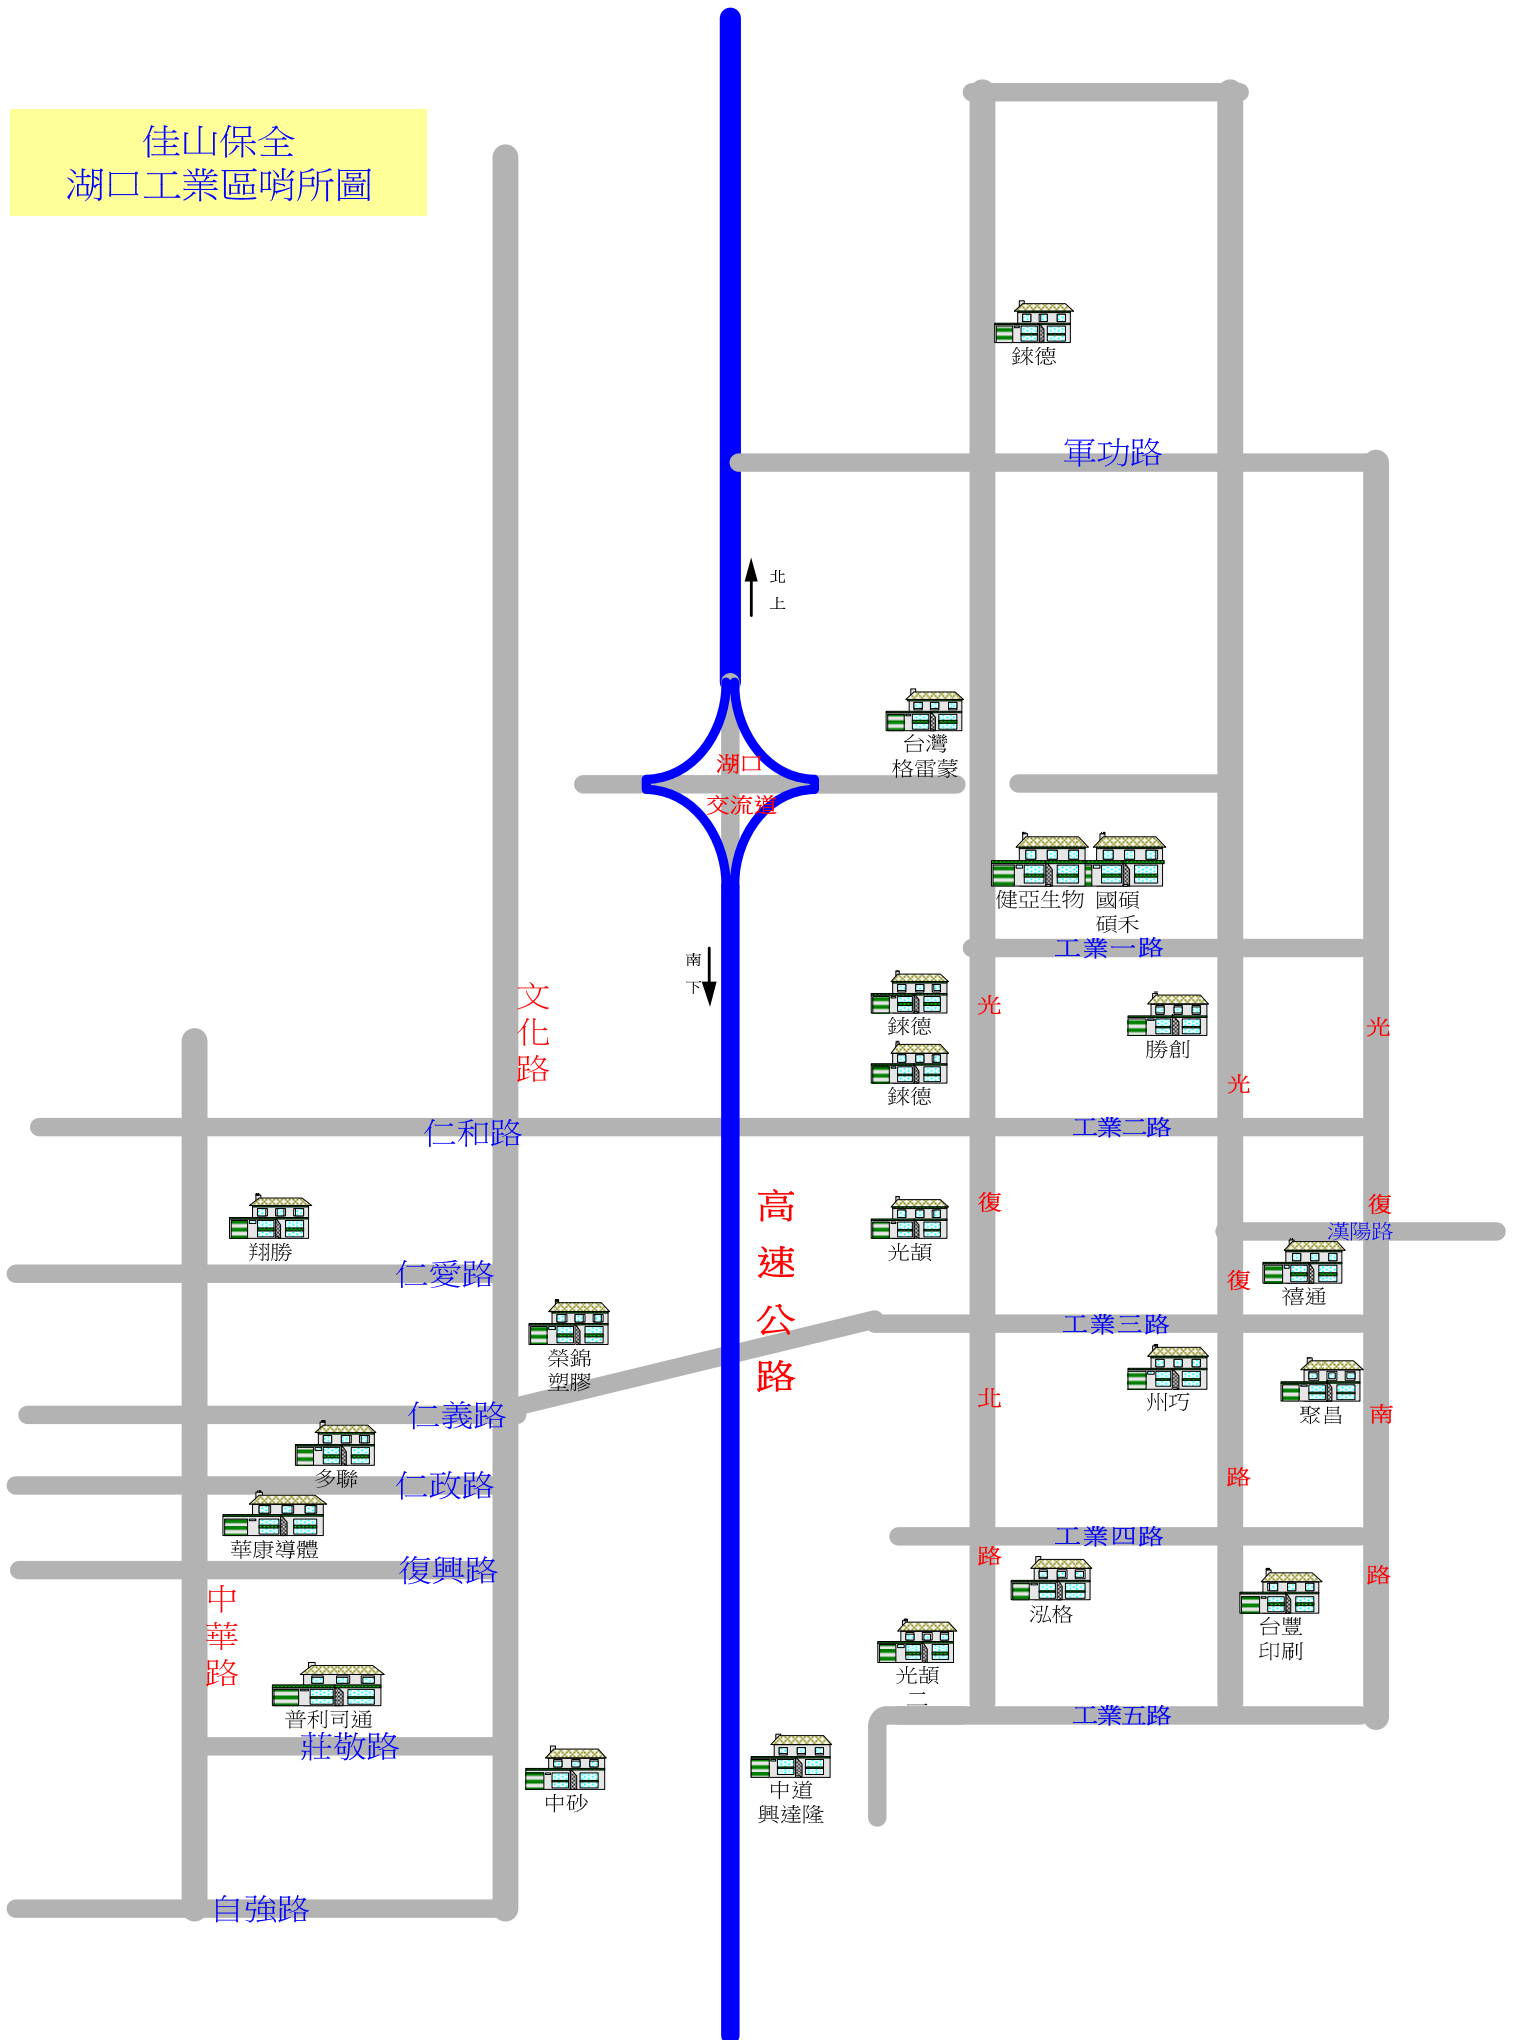 佳山保全
湖口工業區哨所圖
錸德
軍功路
北
上
台灣
格雷蒙
湖口
交流道
健亞生物
國碩
碩禾
工業一路
南
下
文化路
錸德
勝創
錸德
仁和路
工業二路
翔勝
高速公路
光頡
漢陽路
仁愛路
禧通
工業三路
榮錦
塑膠
州巧
聚昌
仁義路
多聯
仁政路
華康導體
工業四路
復興路
光復北路
光復路
光復南路
中華路
泓格
台豐
印刷
光頡
二
普利司通
工業五路
莊敬路
中砂
中道
興達隆
自強路